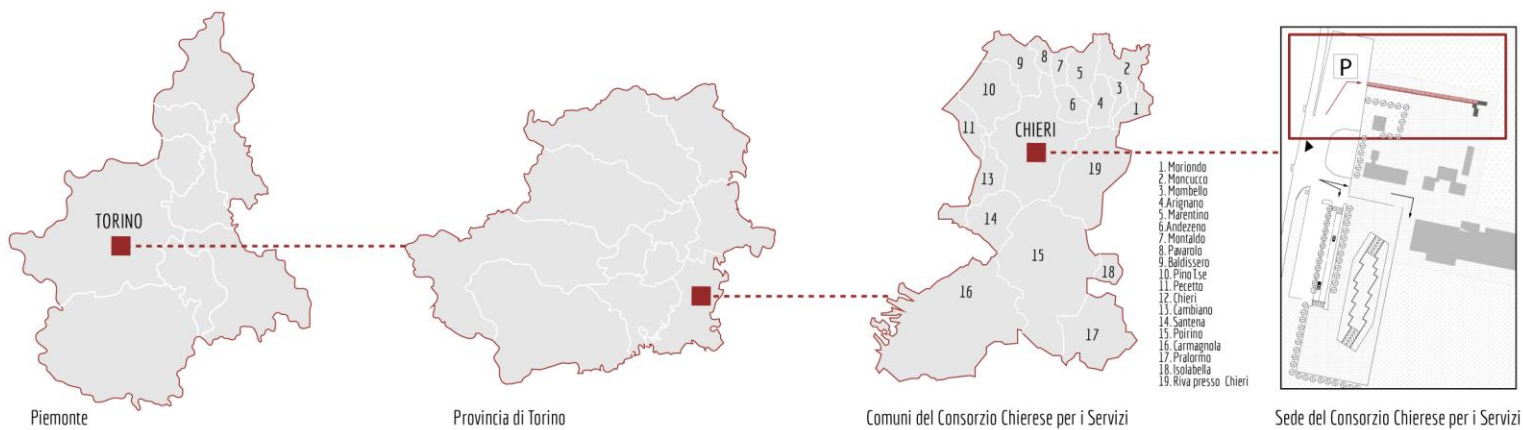 TORINO
Piemonte
Provincia di Torino
9
8
7
5
2
10
3
6
4
1
11
CHIERI
13
19
14
15
18
16
17
Comuni del Consorzio Chierese per i Servizi
1. Moriondo
2. Moncucco
3. Mombello
4.Arignano
5. Marentino
6.Andezeno
7. Montaldo
8. Pavarolo
9. Baldissero
10. Pino T.se
11. Pecetto
12. Chieri
13. Cambiano
14. Santena
15. Poirino
16. Carmagnola
17. Pralormo
18. Isolabella
19. Riva presso Chieri
P
Sede del Consorzio Chierese per i Servizi